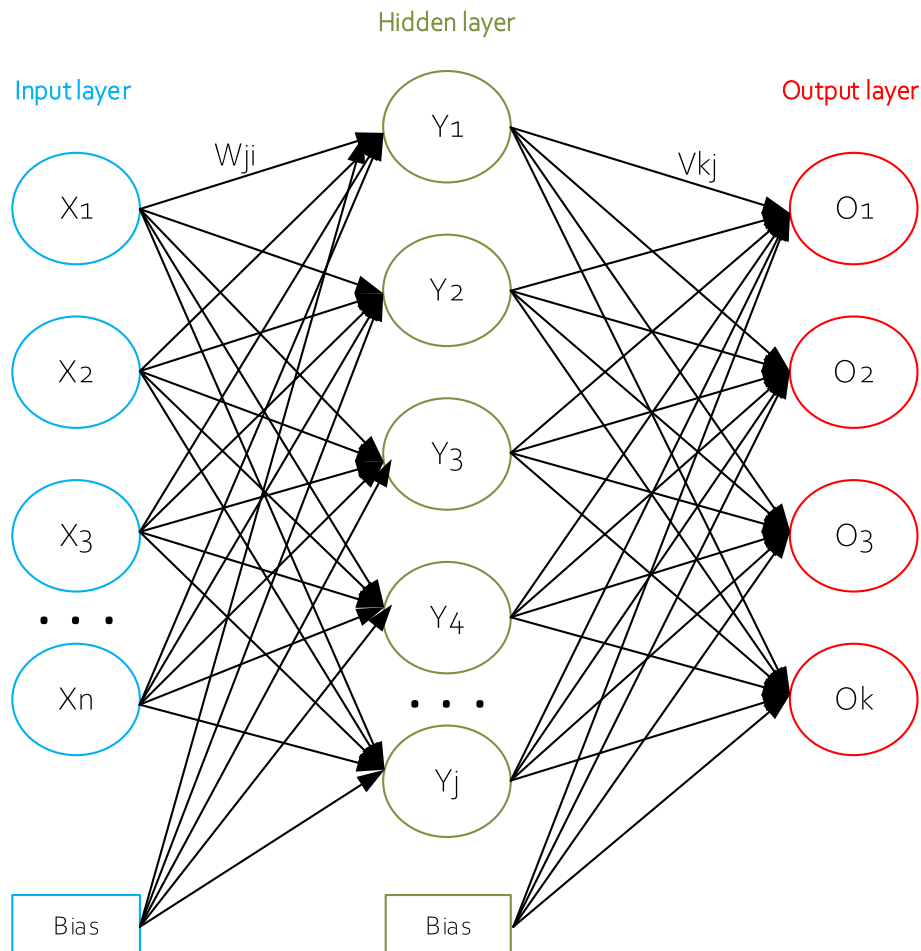 Hidden layer
Input layer
Output layer
Wji
Vkj
Y1
X1
O1
Y2
X2
O2
Y3
X3
O3
. . .
Y4
Xn
Ok
. . .
Yj
Bias
Bias